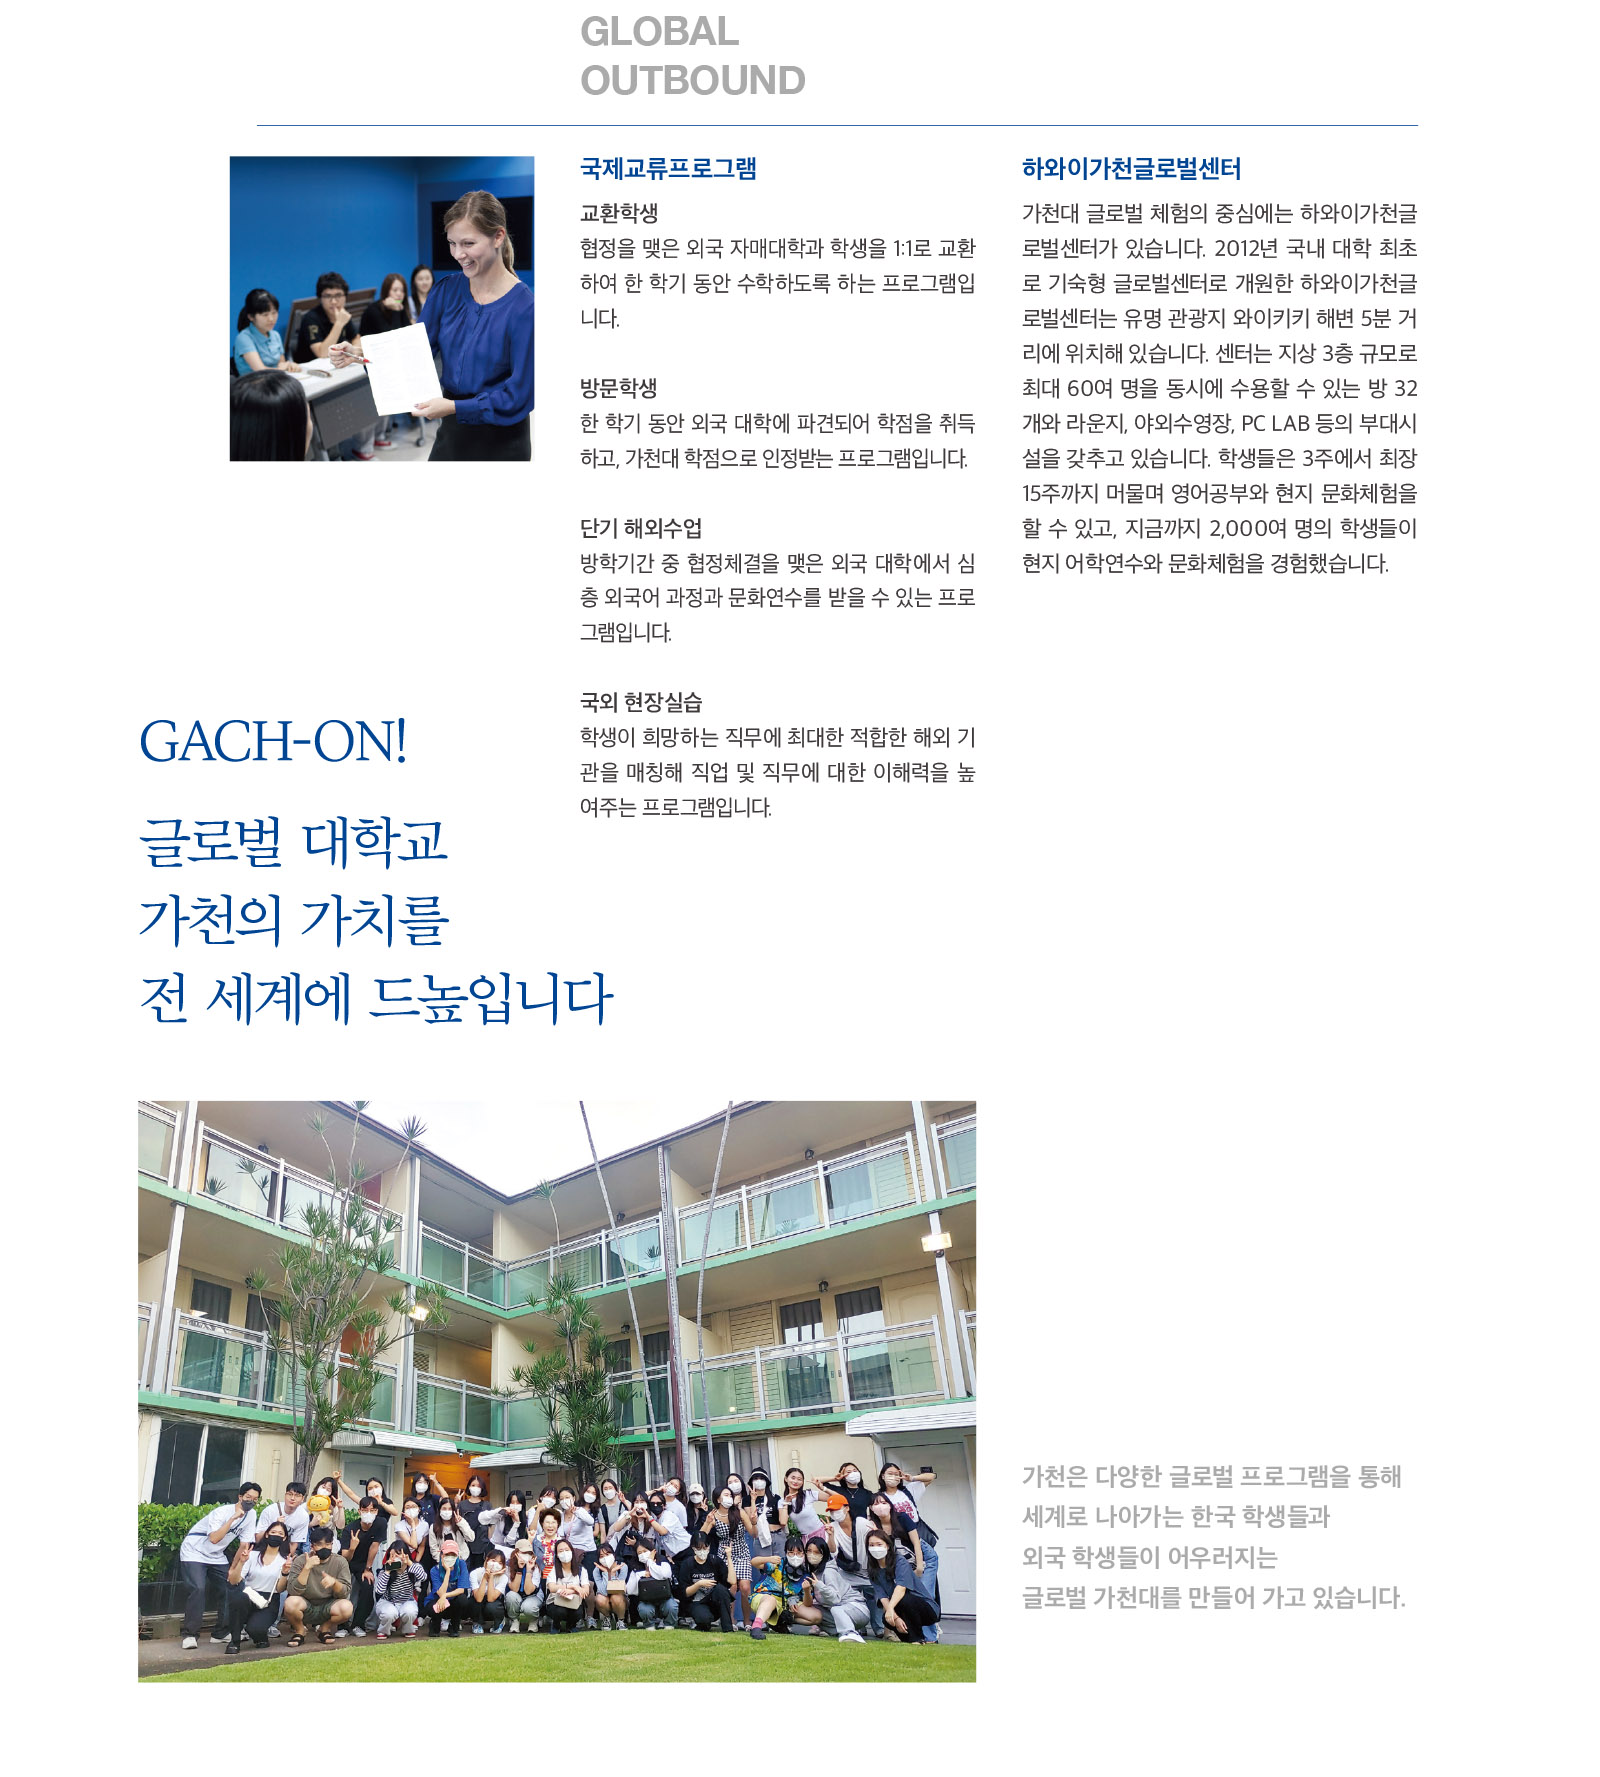 GLOBAL
OUTBOUND
국제교류프로그램
교환학생
협정을 맺은 외국 자매대학과 학생을 1:1로 교환
하여 한 학기 동안 수학하도록 하는 프로그램입
니다.
방문학생
한 학기 동안 외국 대학에 파견되어 학점을 취득
하고, 가천대 학점으로 인정받는 프로그램입니다.
단기 해외수업
방학기간 중 협정체결을 맺은 외국 대학에서 심
층 외국어 과정과 문화연수를 받을 수 있는 프로
그램입니다.
국외 현장실습
학생이 희망하는 직무에 최대한 적합한 해외 기
관을 매칭해 직업 및 직무에 대한 이해력을 높
여주는 프로그램입니다.
하와이가천글로벌센터
가천대 글로벌 체험의 중심에는 하와이가천글
로벌센터가 있습니다. 2012년 국내 대학 최초
로 기숙형 글로벌센터로 개원한 하와이가천글
로벌센터는 유명 관광지 와이키키 해변 5분 거
리에 위치해 있습니다. 센터는 지상 3층 규모로
최대 60여 명을 동시에 수용할 수 있는 방 32
개와 라운지, 야외수영장, PC LAB 등의 부대시
설을 갖추고 있습니다. 학생들은 3주에서 최장
15주까지 머물며 영어공부와 현지 문화체험을
할 수 있고, 지금까지 2,000여 명의 학생들이
현지 어학연수와 문화체험을 경험했습니다.
GACH-ON!
글로벌 대학교
가천의 가치를
전 세계에 드높입니다
가천은 다양한 글로벌 프로그램을 통해
세계로 나아가는 한국 학생들과
외국 학생들이 어우러지는
글로벌 가천대를 만들어 가고 있습니다.